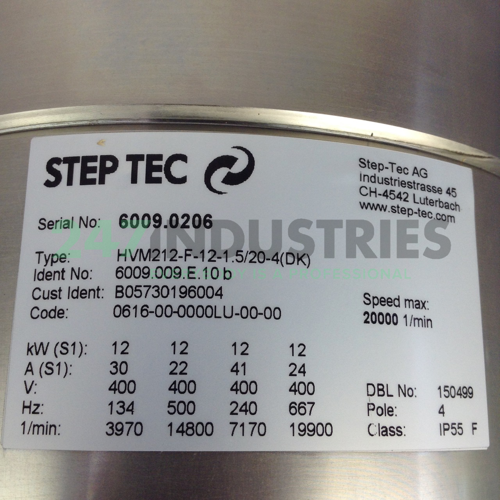 STEP TEC
Step-Tec AG
Industriestrasse 45
CH-4542 Luterbach
www.step-tec.com
Serial No: 6009.0206
247 INDUSTRIES
Type: HVM212-F-12-1.5/20-4(DK)
Ident No: 6009.009.E.10 b
Cust Ident: B05730196004
Code: 0616-00-0000LU-00-00
Speed max:
20000 1/min
kW (S1): 12 12 12 12
A (S1): 30 22 41 24
V: 400 400 400 400
Hz: 134 500 240 667
1/min: 3970 14800 7170 19900
DBL No: 150499
Pole: 4
Class: IP55 F